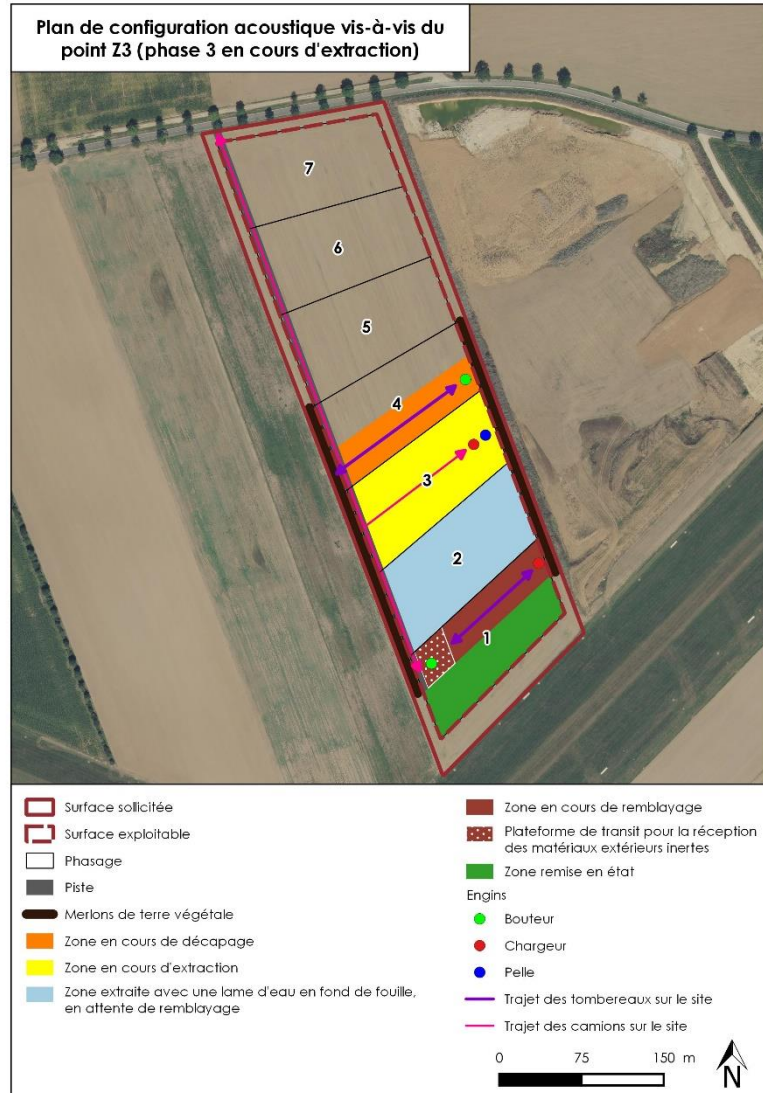 Plan de configuration acoustique vis-à-vis du
point Z3 (phase 3 en cours d'extraction)
7
6
5
4
3
2
1
Surface sollicitée
Surface exploitable
Phasage
Piste
Merlons de terre végétale
Zone en cours de décapage
Zone en cours d'extraction
Zone extraite avec une lame d'eau en fond de fouille,
en attente de remblayage
Zone en cours de remblayage
Plateforme de transit pour la réception
des matériaux extérieurs inertes
Zone remise en état
Engins
Bouteur
Chargeur
Pelle
Trajet des tombereaux sur le site
Trajet des camions sur le site
0 75 150 m
N